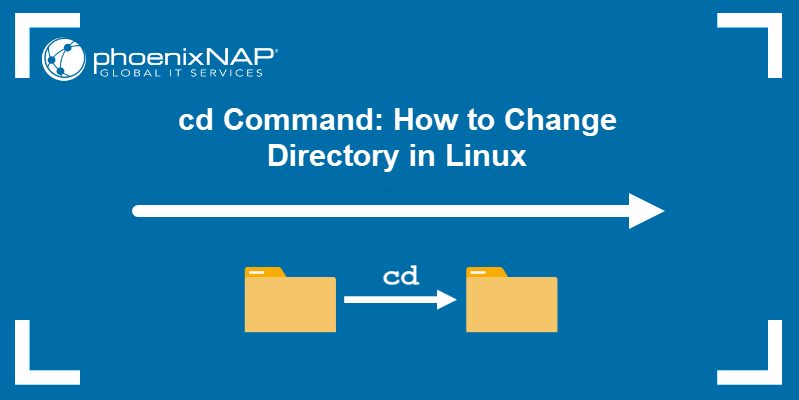 phoenixNAP®
GLOBAL IT SERVICES
cd Command: How to Change
Directory in Linux
cd